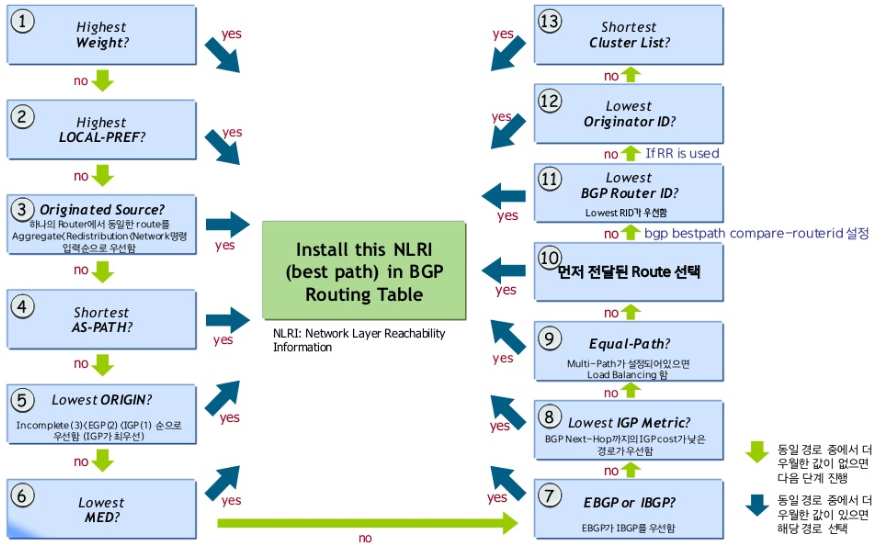 1
Highest
Weight?
yes
no
2
Highest
LOCAL-PREF?
yes
no
3
Originated Source?
하나의 Router에서 동일한 route를
Aggregate〈Redistribution〈Network명령
입력순으로 우선함
yes
no
4
Shortest
AS-PATH?
yes
no
5
Lowest ORIGIN?
Incomplete (3)〈EGP(2)〈IGP(1) 순으로
우선함 (IGP가 최우선)
yes
no
6
Lowest
MED?
yes
no
Install this NLRI
(best path) in BGP
Routing Table
NLRI: Network Layer Reachability
Information
13
Shortest
Cluster List?
yes
no
12
Lowest
Originator ID?
yes
no
If RR is used
11
Lowest
BGP Router ID?
Lowest RID가 우선함
yes
no
bgp bestpath compare-routerid 설정
10
먼저 전달된 Route 선택
yes
no
9
Equal-Path?
Multi-Path가 설정되어있으면
Load Balancing 함
yes
no
8
Lowest IGP Metric?
BGP Next-Hop까지의 IGP cost가 낮은
경로가 우선함
yes
no
7
EBGP or IBGP?
EBGP가 IBGP를 우선함
yes
동일 경로 중에서 더
우월한 값이 없으면
다음 단계 진행
동일 경로 중에서 더
우월한 값이 있으면
해당 경로 선택